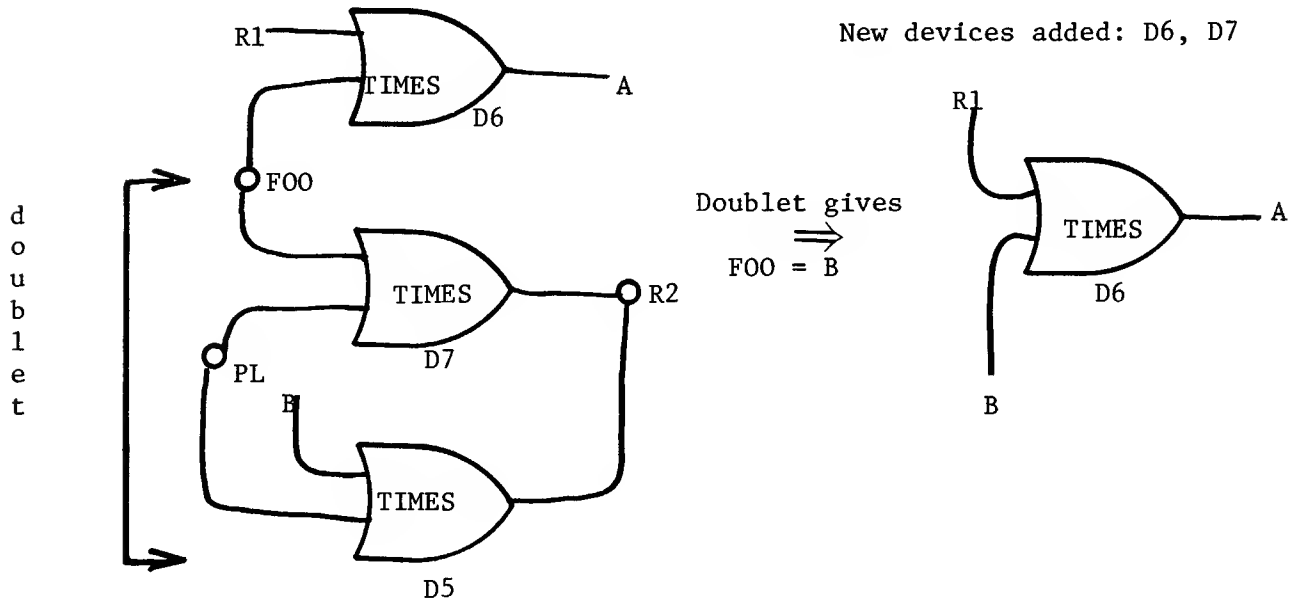 New devices added: D6, D7
R1
TIMES
A
D6
FOO
doublet
TIMES
R2
D7
PL
B
TIMES
D5
Doublet gives
⇒
FOO = B
R1
TIMES
A
D6
B